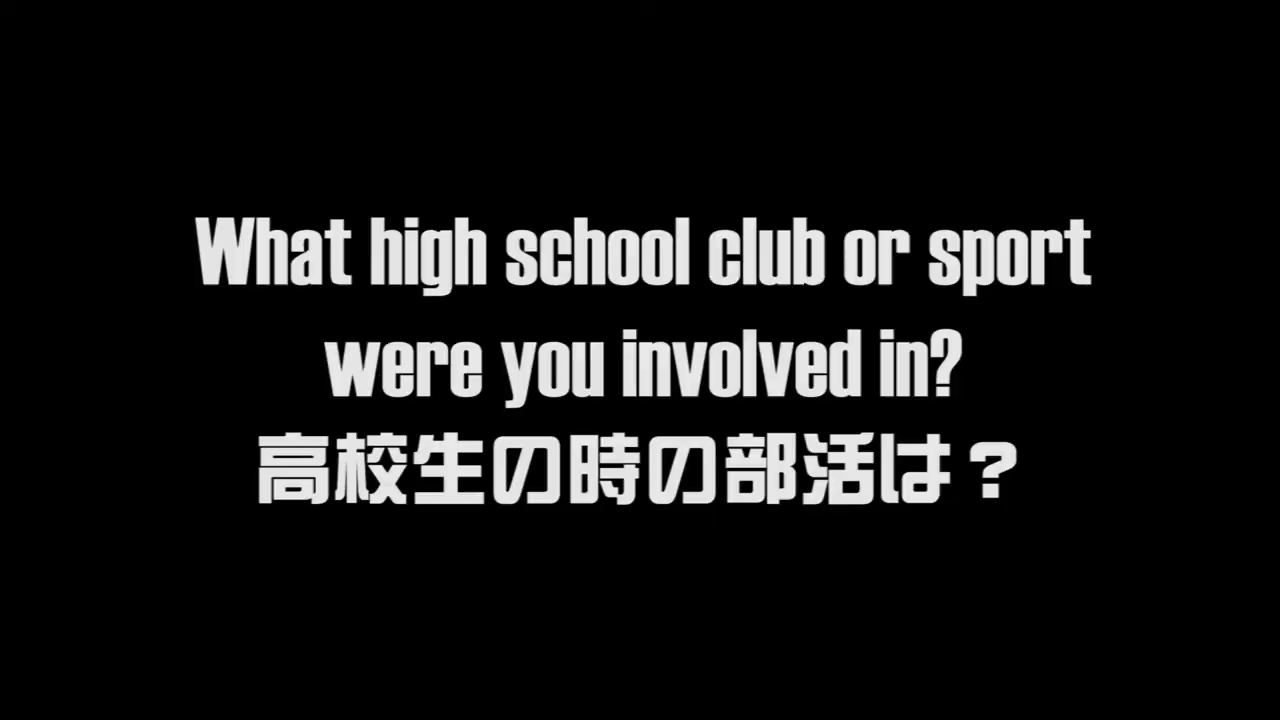 What high school club or sport
were you involved in?
高校生の時の部活は？